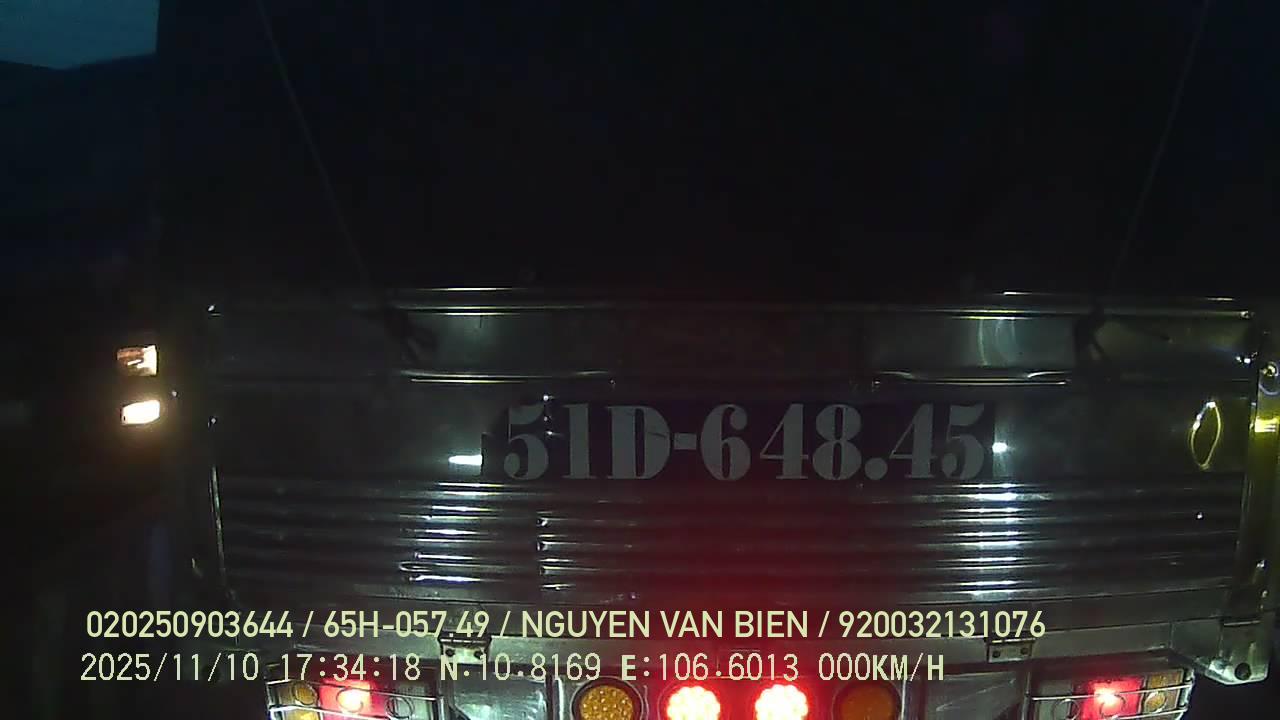 51D-648.45
020250903644 / 65H-057.49 / NGUYEN VAN BIEN / 920032131076
2025/11/10 17:34:18 N:10.8169 E:106.6013 000KM/H